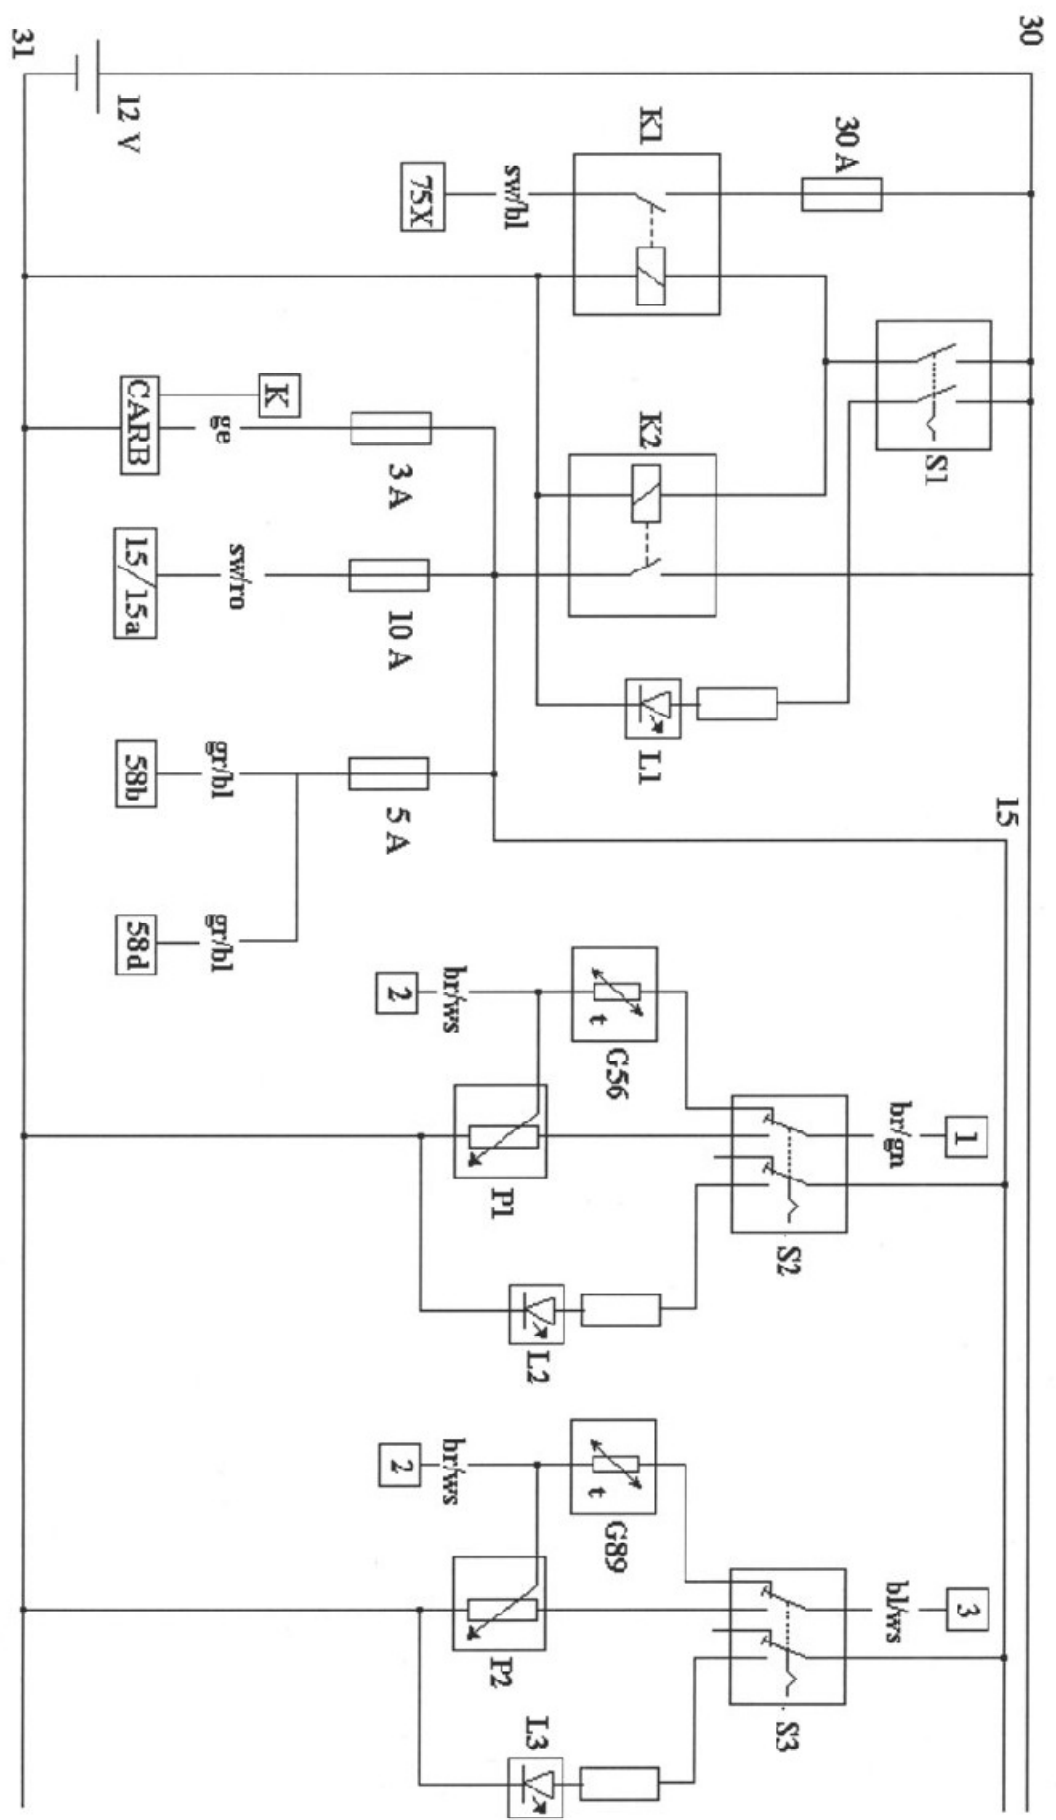 30
15
31
12 V
30 A
K1
sw/bl
75X
S1
K2
K
CARB
ge
3 A
sw/ro
15/15a
10 A
L1
gr/bl
58b
5 A
gr/bl
58d
br/ws
2
t
G56
P1
br/gn
1
S2
L2
br/ws
2
t
G89
P2
bl/ws
3
S3
L3